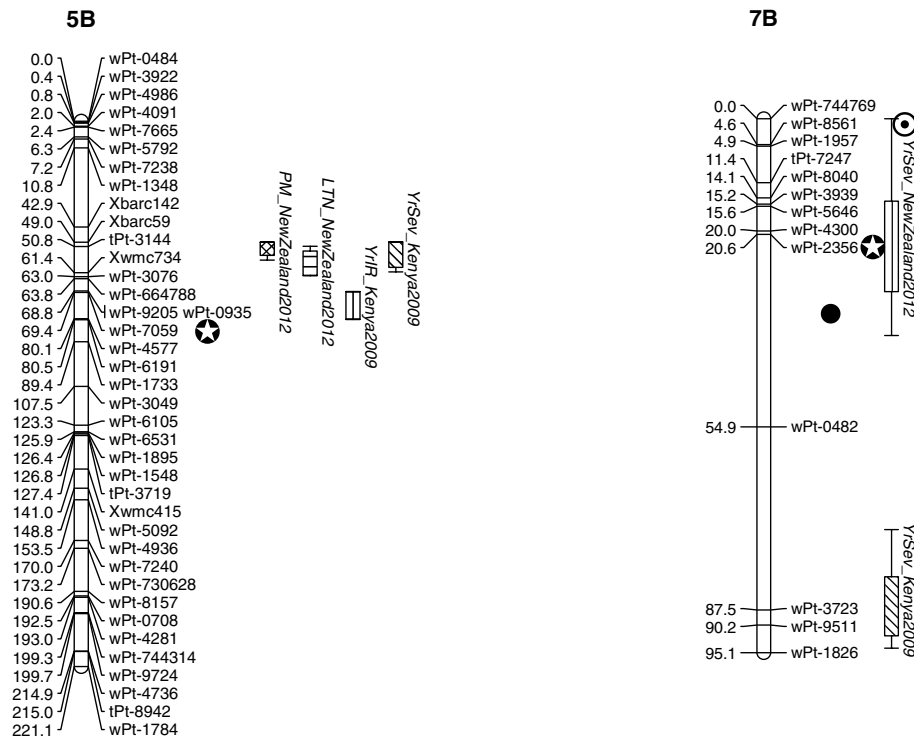 5B
0.0 wPt-0484
0.4 wPt-3922
0.8 wPt-4986
2.0 wPt-4091
2.4 wPt-7665
6.3 wPt-5792
7.2 wPt-7238
10.8 wPt-1348
42.9 Xbarc142
49.0 Xbarc59
50.8 tPt-3144
61.4 Xwmc734
63.0 wPt-3076
63.8 wPt-664788
68.8 wPt-9205 wPt-0935
69.4 wPt-7059
80.1 wPt-4577
80.5 wPt-6191
89.4 wPt-1733
107.5 wPt-3049
123.3 wPt-6105
125.9 wPt-6531
126.4 wPt-1895
126.8 wPt-1548
127.4 tPt-3719
141.0 Xwmc415
148.8 wPt-5092
153.5 wPt-4936
170.0 wPt-7240
173.2 wPt-730628
190.6 wPt-8157
192.5 wPt-0708
193.0 wPt-4281
199.3 wPt-744314
199.7 wPt-9724
214.9 wPt-4736
215.0 tPt-8942
221.1 wPt-1784
PM_NewZealand2012
LTN_NewZealand2012
YrIR_Kenya2009
YrSev_Kenya2009
7B
0.0 wPt-744769
4.6 wPt-8561
4.9 wPt-1957
11.4 tPt-7247
14.1 wPt-8040
15.2 wPt-3939
15.6 wPt-5646
20.0 wPt-4300
20.6 wPt-2356
54.9 wPt-0482
87.5 wPt-3723
90.2 wPt-9511
95.1 wPt-1826
YrSev_NewZealand2012
YrSev_Kenya2009